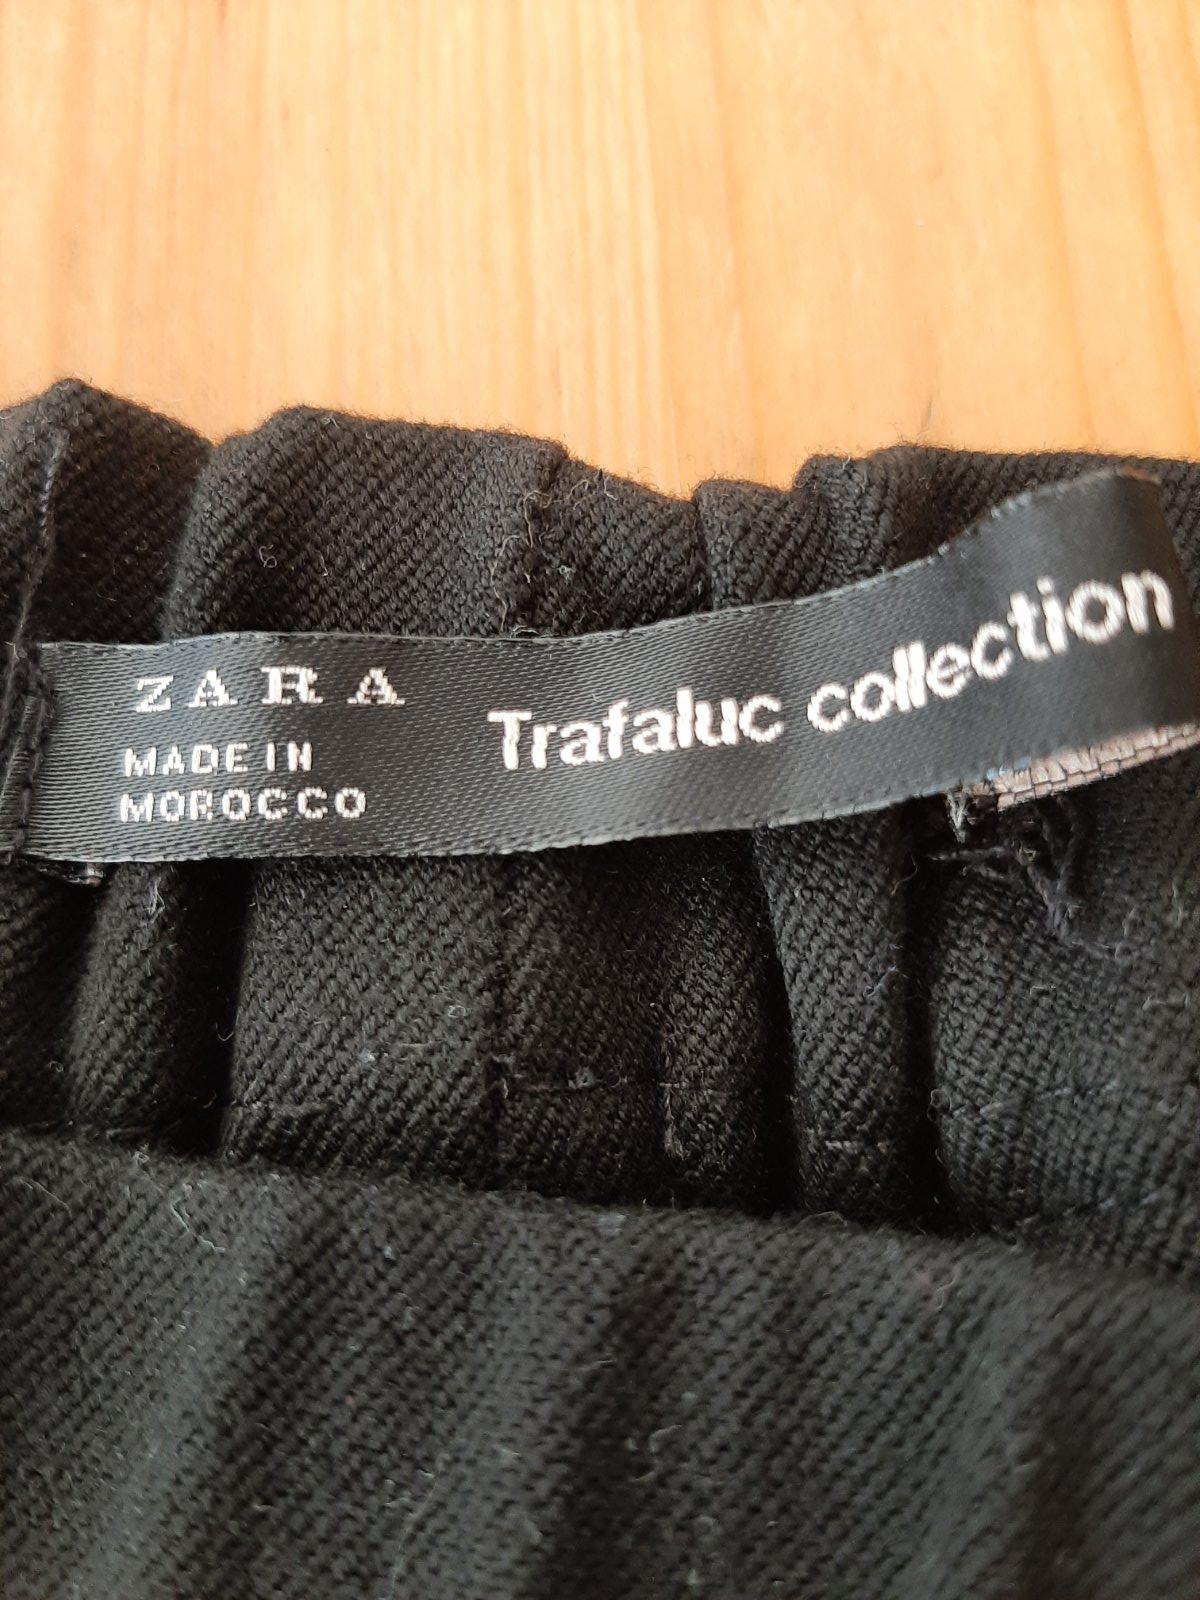 ZARA
MADE IN
MOROCCO
Trafaluc collection